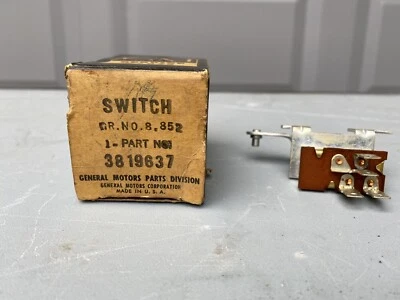 SWITCH
GR.NO.8.852
1-PART NO
3819637
GENERAL MOTORS PARTS DIVISION
GENERAL MOTORS CORPORATION
MADE IN U.S.A.